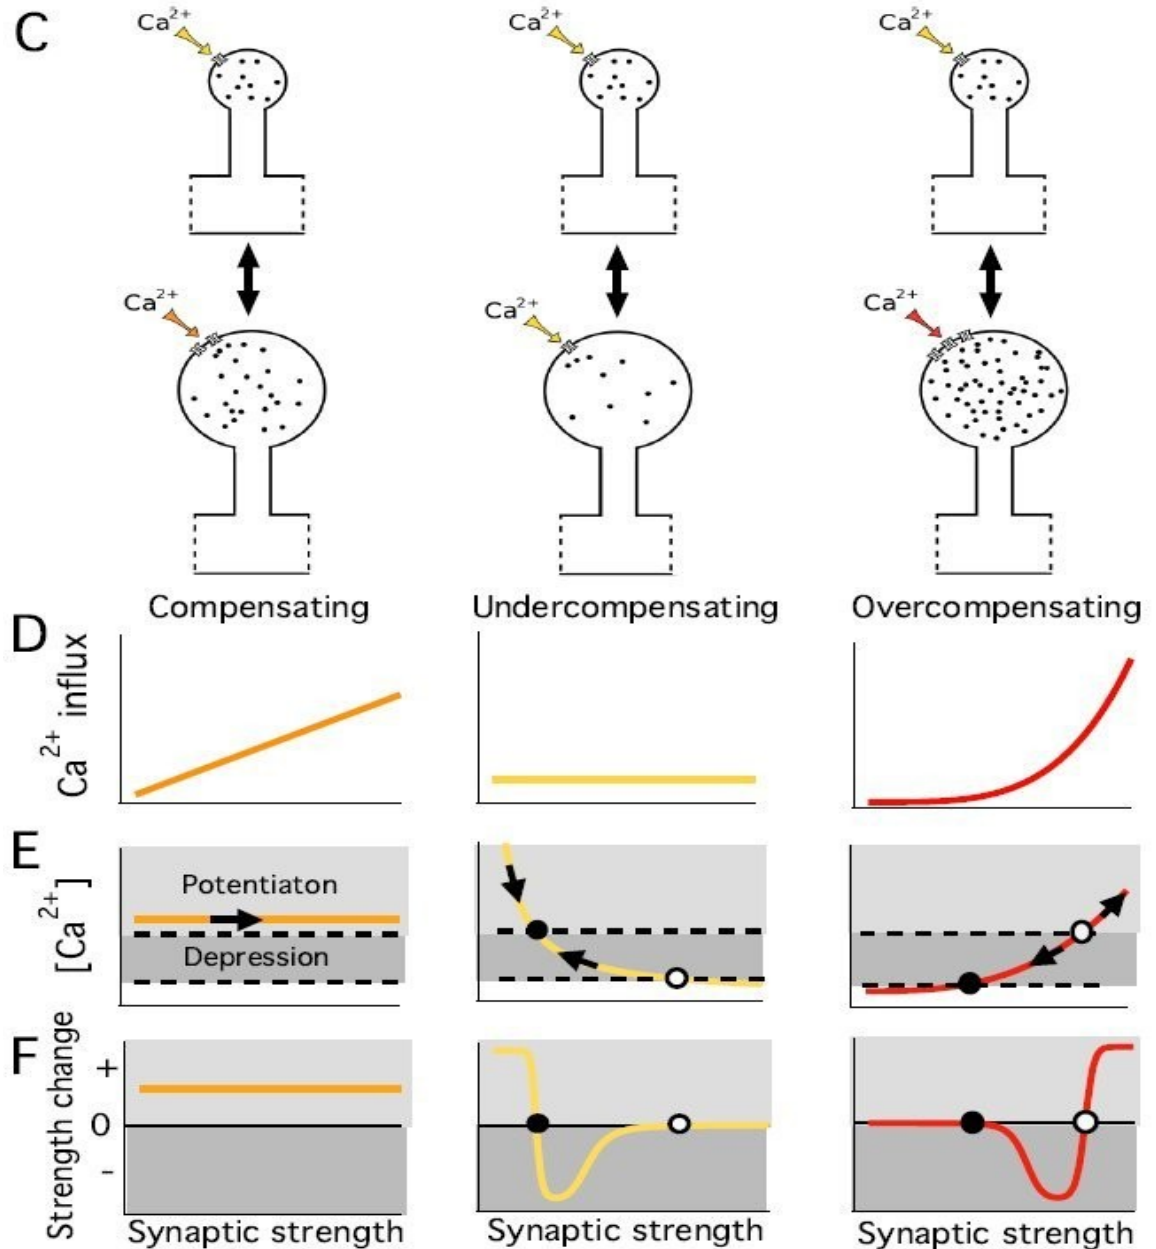 C
Ca2+
Ca2+
Ca2+
Ca2+
Ca2+
Ca2+
Compensating
Undercompensating
Overcompensating
D
Ca2+ influx
E
[Ca2+]
Potentiaton
Depression
F
Strength change
+
0
-
Synaptic strength
Synaptic strength
Synaptic strength